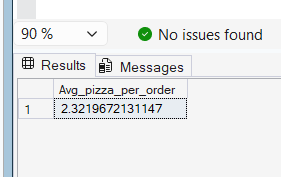 90 %
No issues found
Results Messages
Avg_pizza_per_order
1 2.3219672131147